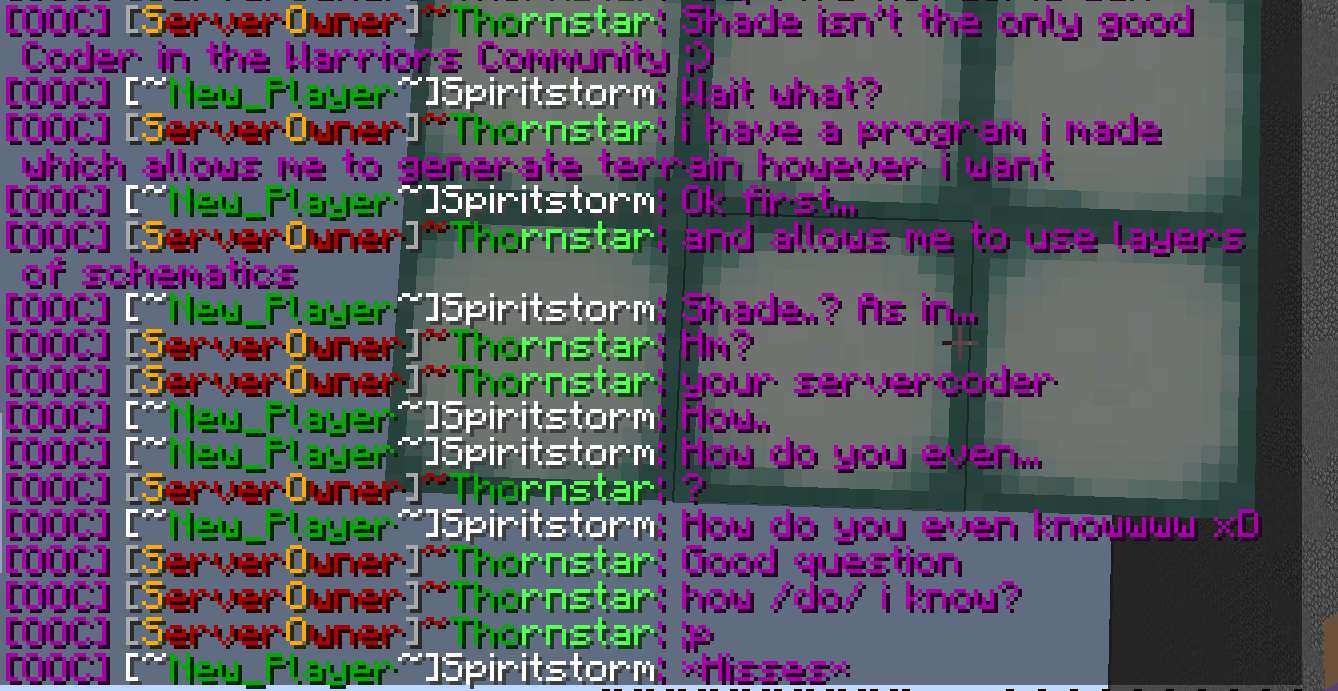 [OOC] [ServerOwner]~Thornstar: Shade isn't the only good
Coder in the Warriors Community ;)
[OOC] [~New_Player~]Spiritstorm: Wait what?
[OOC] [ServerOwner]~Thornstar: i have a program i made
which allows me to generate terrain however i want
[OOC] [~New_Player~]Spiritstorm: Ok first...
[OOC] [ServerOwner]~Thornstar: and allows me to use layers
of schematics
[OOC] [~New_Player~]Spiritstorm: Shade..? As in...
[OOC] [ServerOwner]~Thornstar: Hm?
[OOC] [ServerOwner]~Thornstar: your servercoder
[OOC] [~New_Player~]Spiritstorm: How..
[OOC] [~New_Player~]Spiritstorm: How do you even...
[OOC] [ServerOwner]~Thornstar: ?
[OOC] [~New_Player~]Spiritstorm: How do you even knowwww xD
[OOC] [ServerOwner]~Thornstar: Good question
[OOC] [ServerOwner]~Thornstar: how /do/ i know?
[OOC] [ServerOwner]~Thornstar: ;p
[OOC] [~New_Player~]Spiritstorm: *Hisses*